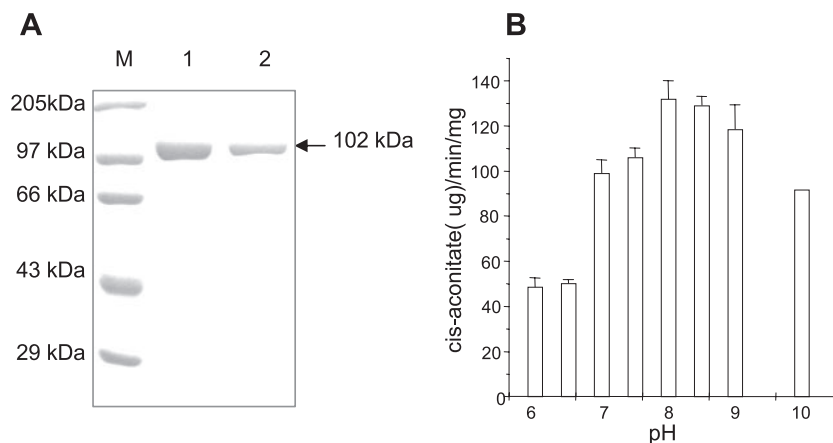 A
M 1 2
205kDa
97 kDa
66 kDa
43 kDa
29 kDa
102 kDa
B
cis-aconitate( ug)/min/mg
140
120
100
80
60
40
20
0
6 7 8 9 10
pH